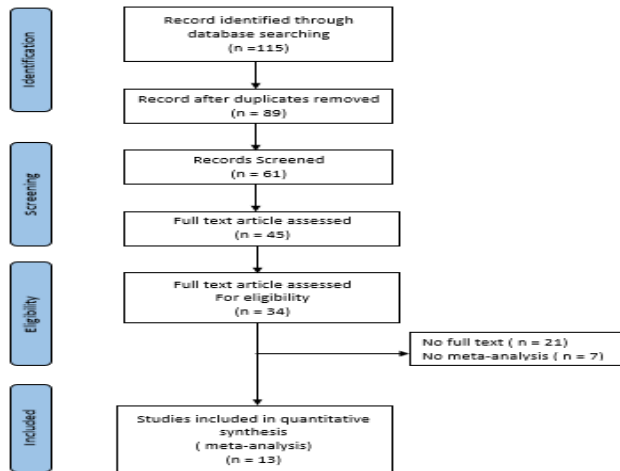 Identification
Record identified through
database searching
(n =115)
Record after duplicates removed
(n = 89)
Screening
Records Screened
(n = 61)
Full text article assessed
(n = 45)
Eligibility
Full text article assessed
For eligibility
(n = 34)
No full text ( n = 21)
No meta-analysis ( n = 7)
Included
Studies included in quantitative
synthesis
( meta-analysis)
(n = 13)